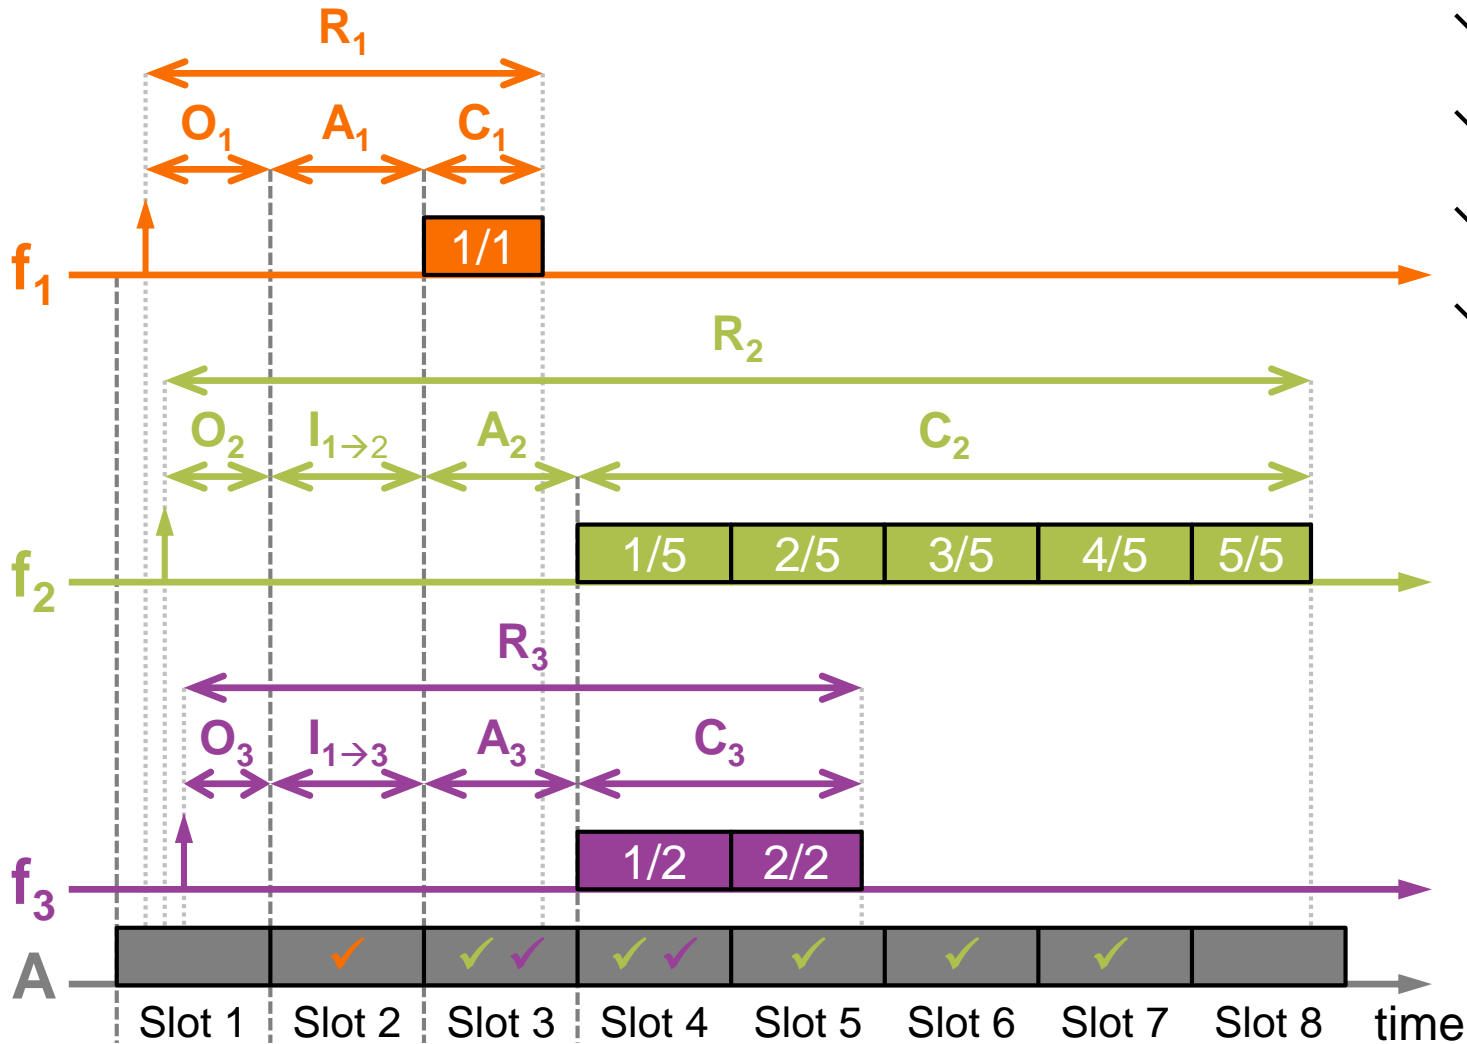 R1
O1 A1 C1
1/1
f1
R2
O2 I1→2 A2 C2
1/5 2/5 3/5 4/5 5/5
f2
R3
O3 I1→3 A3 C3
1/2 2/2
f3
A
Slot 1 Slot 2 Slot 3 Slot 4 Slot 5 Slot 6 Slot 7 Slot 8 time